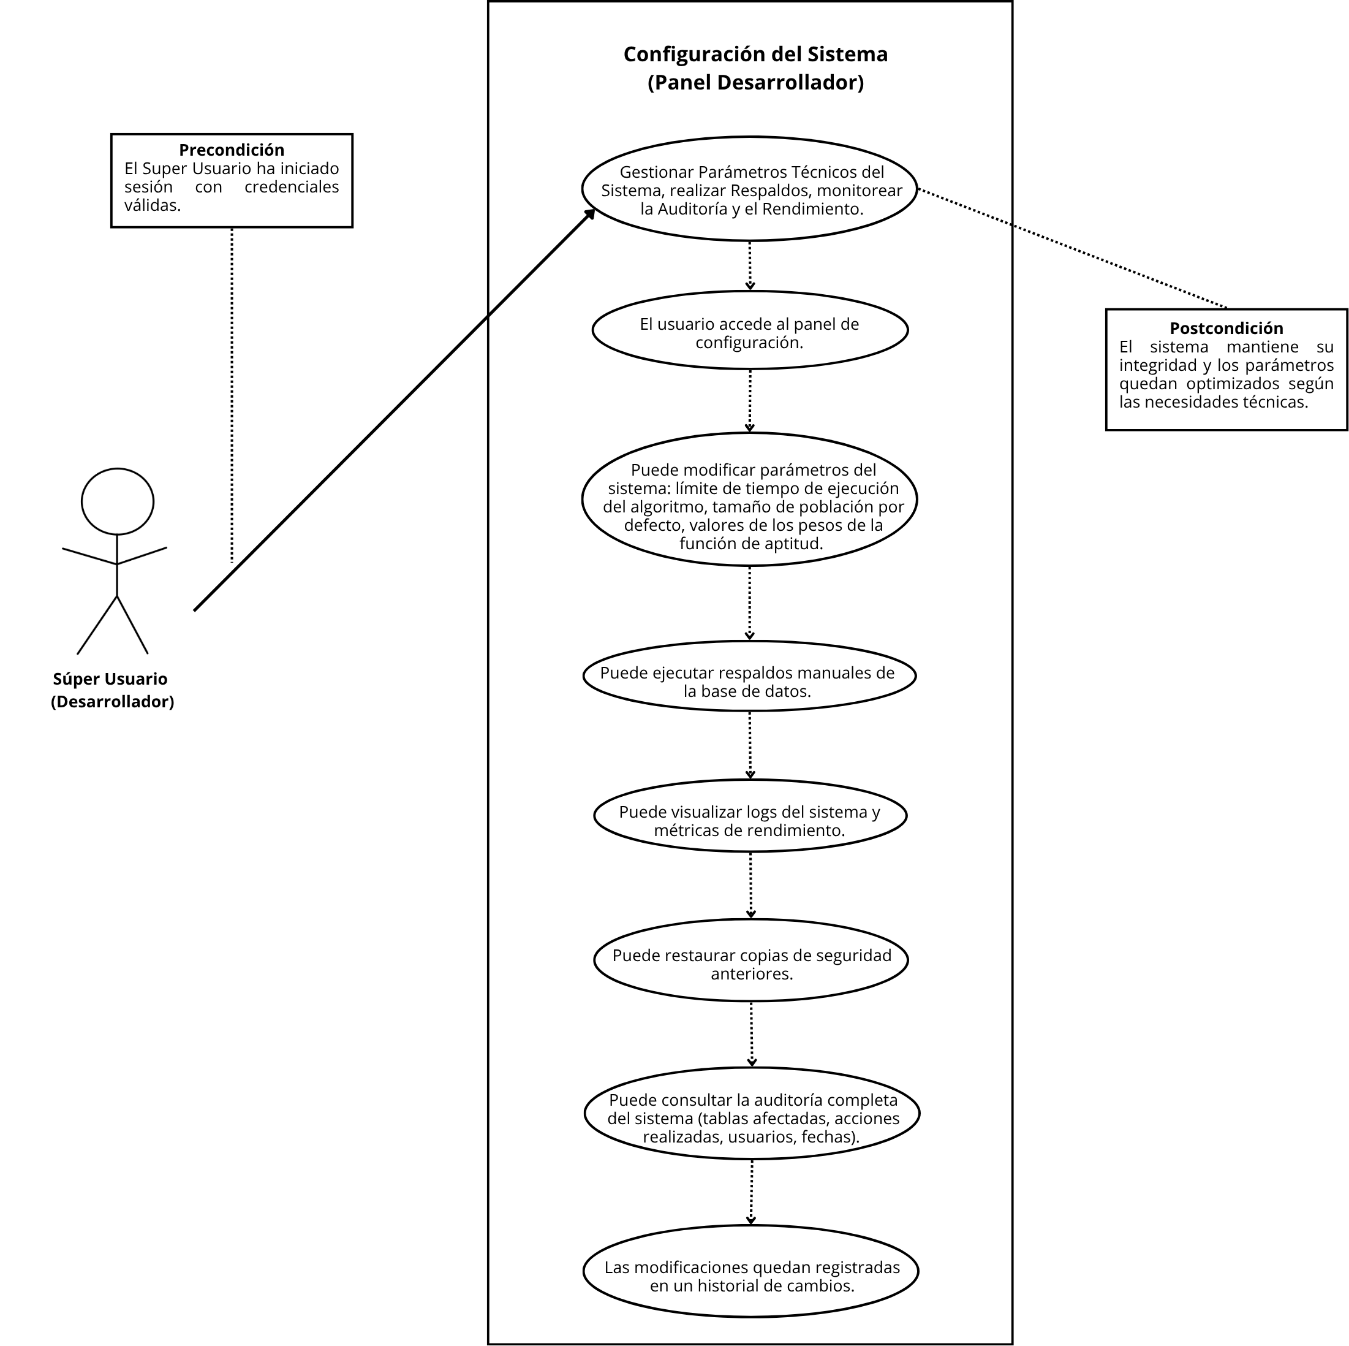 Configuración del Sistema
(Panel Desarrollador)
Precondición
El Super Usuario ha iniciado
sesión con credenciales
válidas.
Gestionar Parámetros Técnicos del
Sistema, realizar Respaldos, monitorear
la Auditoría y el Rendimiento.
El usuario accede al panel de
configuración.
Postcondición
El sistema mantiene su
integridad y los parámetros
quedan optimizados según
las necesidades técnicas.
Puede modificar parámetros del
sistema: límite de tiempo de ejecución
del algoritmo, tamaño de población por
defecto, valores de los pesos de la
función de aptitud.
Súper Usuario
(Desarrollador)
Puede ejecutar respaldos manuales de
la base de datos.
Puede visualizar logs del sistema y
métricas de rendimiento.
Puede restaurar copias de seguridad
anteriores.
Puede consultar la auditoría completa
del sistema (tablas afectadas, acciones
realizadas, usuarios, fechas).
Las modificaciones quedan registradas
en un historial de cambios.